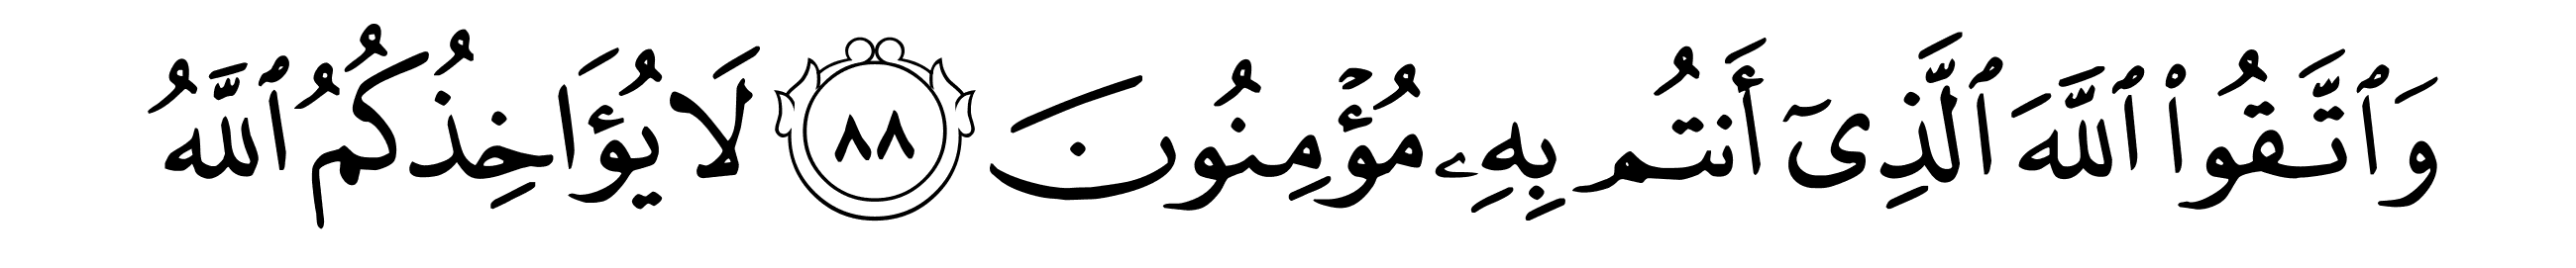 وَٱتَّقُوا۟ ٱللَّهَ ٱلَّذِىٓ أَنتُم بِهِۦ مُؤْمِنُونَ ٨٨ لَا يُؤَاخِذُكُمُ ٱللَّهُ